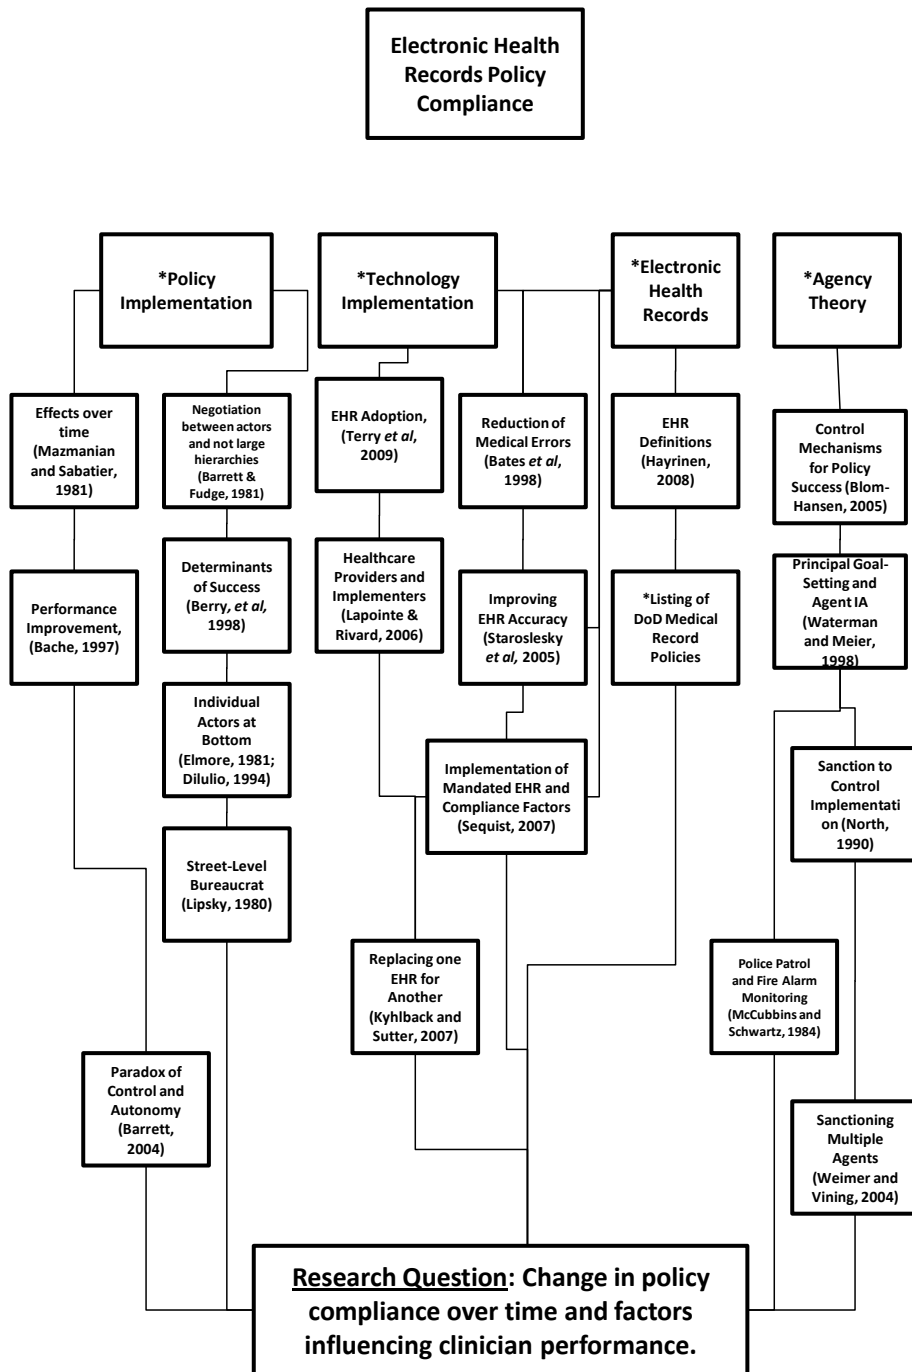 Electronic Health
Records Policy
Compliance
*Policy
Implementation
*Technology
Implementation
*Electronic
Health
Records
*Agency
Theory
Effects over
time
(Mazmanian
and Sabatier,
1981)
Negotiation
between actors
and not large
hierarchies
(Barrett &
Fudge, 1981)
EHR Adoption,
(Terry et al,
2009)
Reduction of
Medical Errors
(Bates et al,
1998)
EHR
Definitions
(Hayrinen,
2008)
Control
Mechanisms
for Policy
Success (Blom-
Hansen, 2005)
Performance
Improvement,
(Bache, 1997)
Determinants
of Success
(Berry, et al,
1998)
Healthcare
Providers and
Implementers
(Lapointe &
Rivard, 2006)
Improving
EHR Accuracy
(Staroslesky
et al, 2005)
*Listing of
DoD Medical
Record
Policies
Principal Goal-
Setting and
Agent IA
(Waterman
and Meier,
1998)
Individual
Actors at
Bottom
(Elmore, 1981;
Dilulio, 1994)
Implementation of
Mandated EHR and
Compliance Factors
(Sequist, 2007)
Sanction to
Control
Implementati
on (North,
1990)
Street-Level
Bureaucrat
(Lipsky, 1980)
Replacing one
EHR for
Another
(Kyhlback and
Sutter, 2007)
Police Patrol
and Fire Alarm
Monitoring
(McCubbins and
Schwartz, 1984)
Paradox of
Control and
Autonomy
(Barrett,
2004)
Sanctioning
Multiple
Agents
(Weimer and
Vining, 2004)
Research Question: Change in policy
compliance over time and factors
influencing clinician performance.